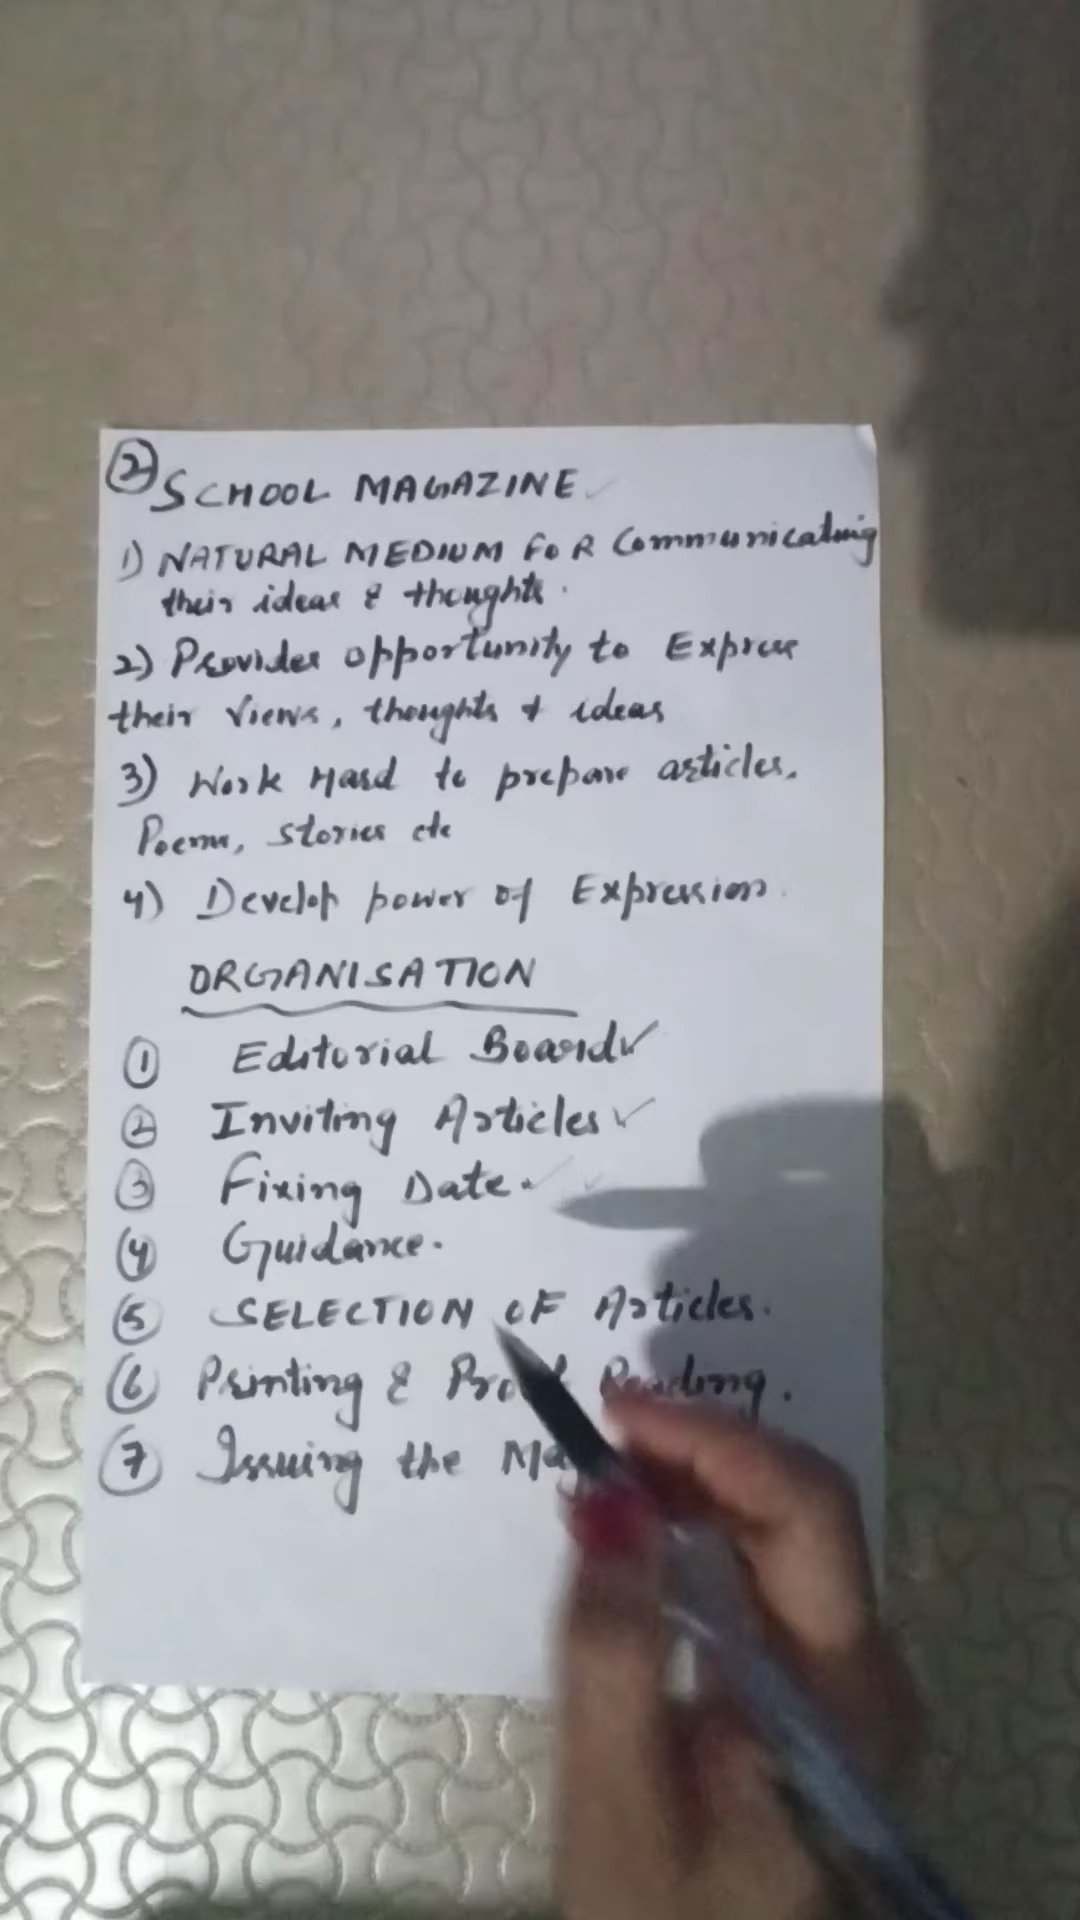 2 SCHOOL MAGAZINE
1) NATURAL MEDIUM FOR Communicating
their ideas & thoughts.
2) Provides opportunity to Express
their views, thoughts & ideas
3) Work Hard to prepare articles,
Poems, stories etc
4) Develop power of Expression.
ORGANISATION
1 Editorial Board
2 Inviting Articles
3 Fixing Date.
4 Guidance.
5 SELECTION OF Articles.
6 Printing & Proof Reading.
7 Issuing the